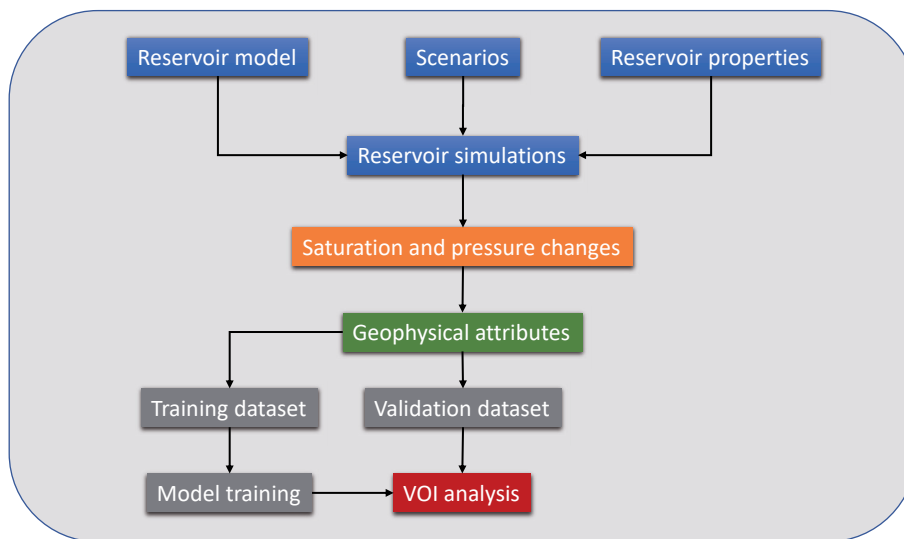 Reservoir model
Scenarios
Reservoir properties
Reservoir simulations
Saturation and pressure changes
Geophysical attributes
Training dataset
Validation dataset
Model training
VOI analysis